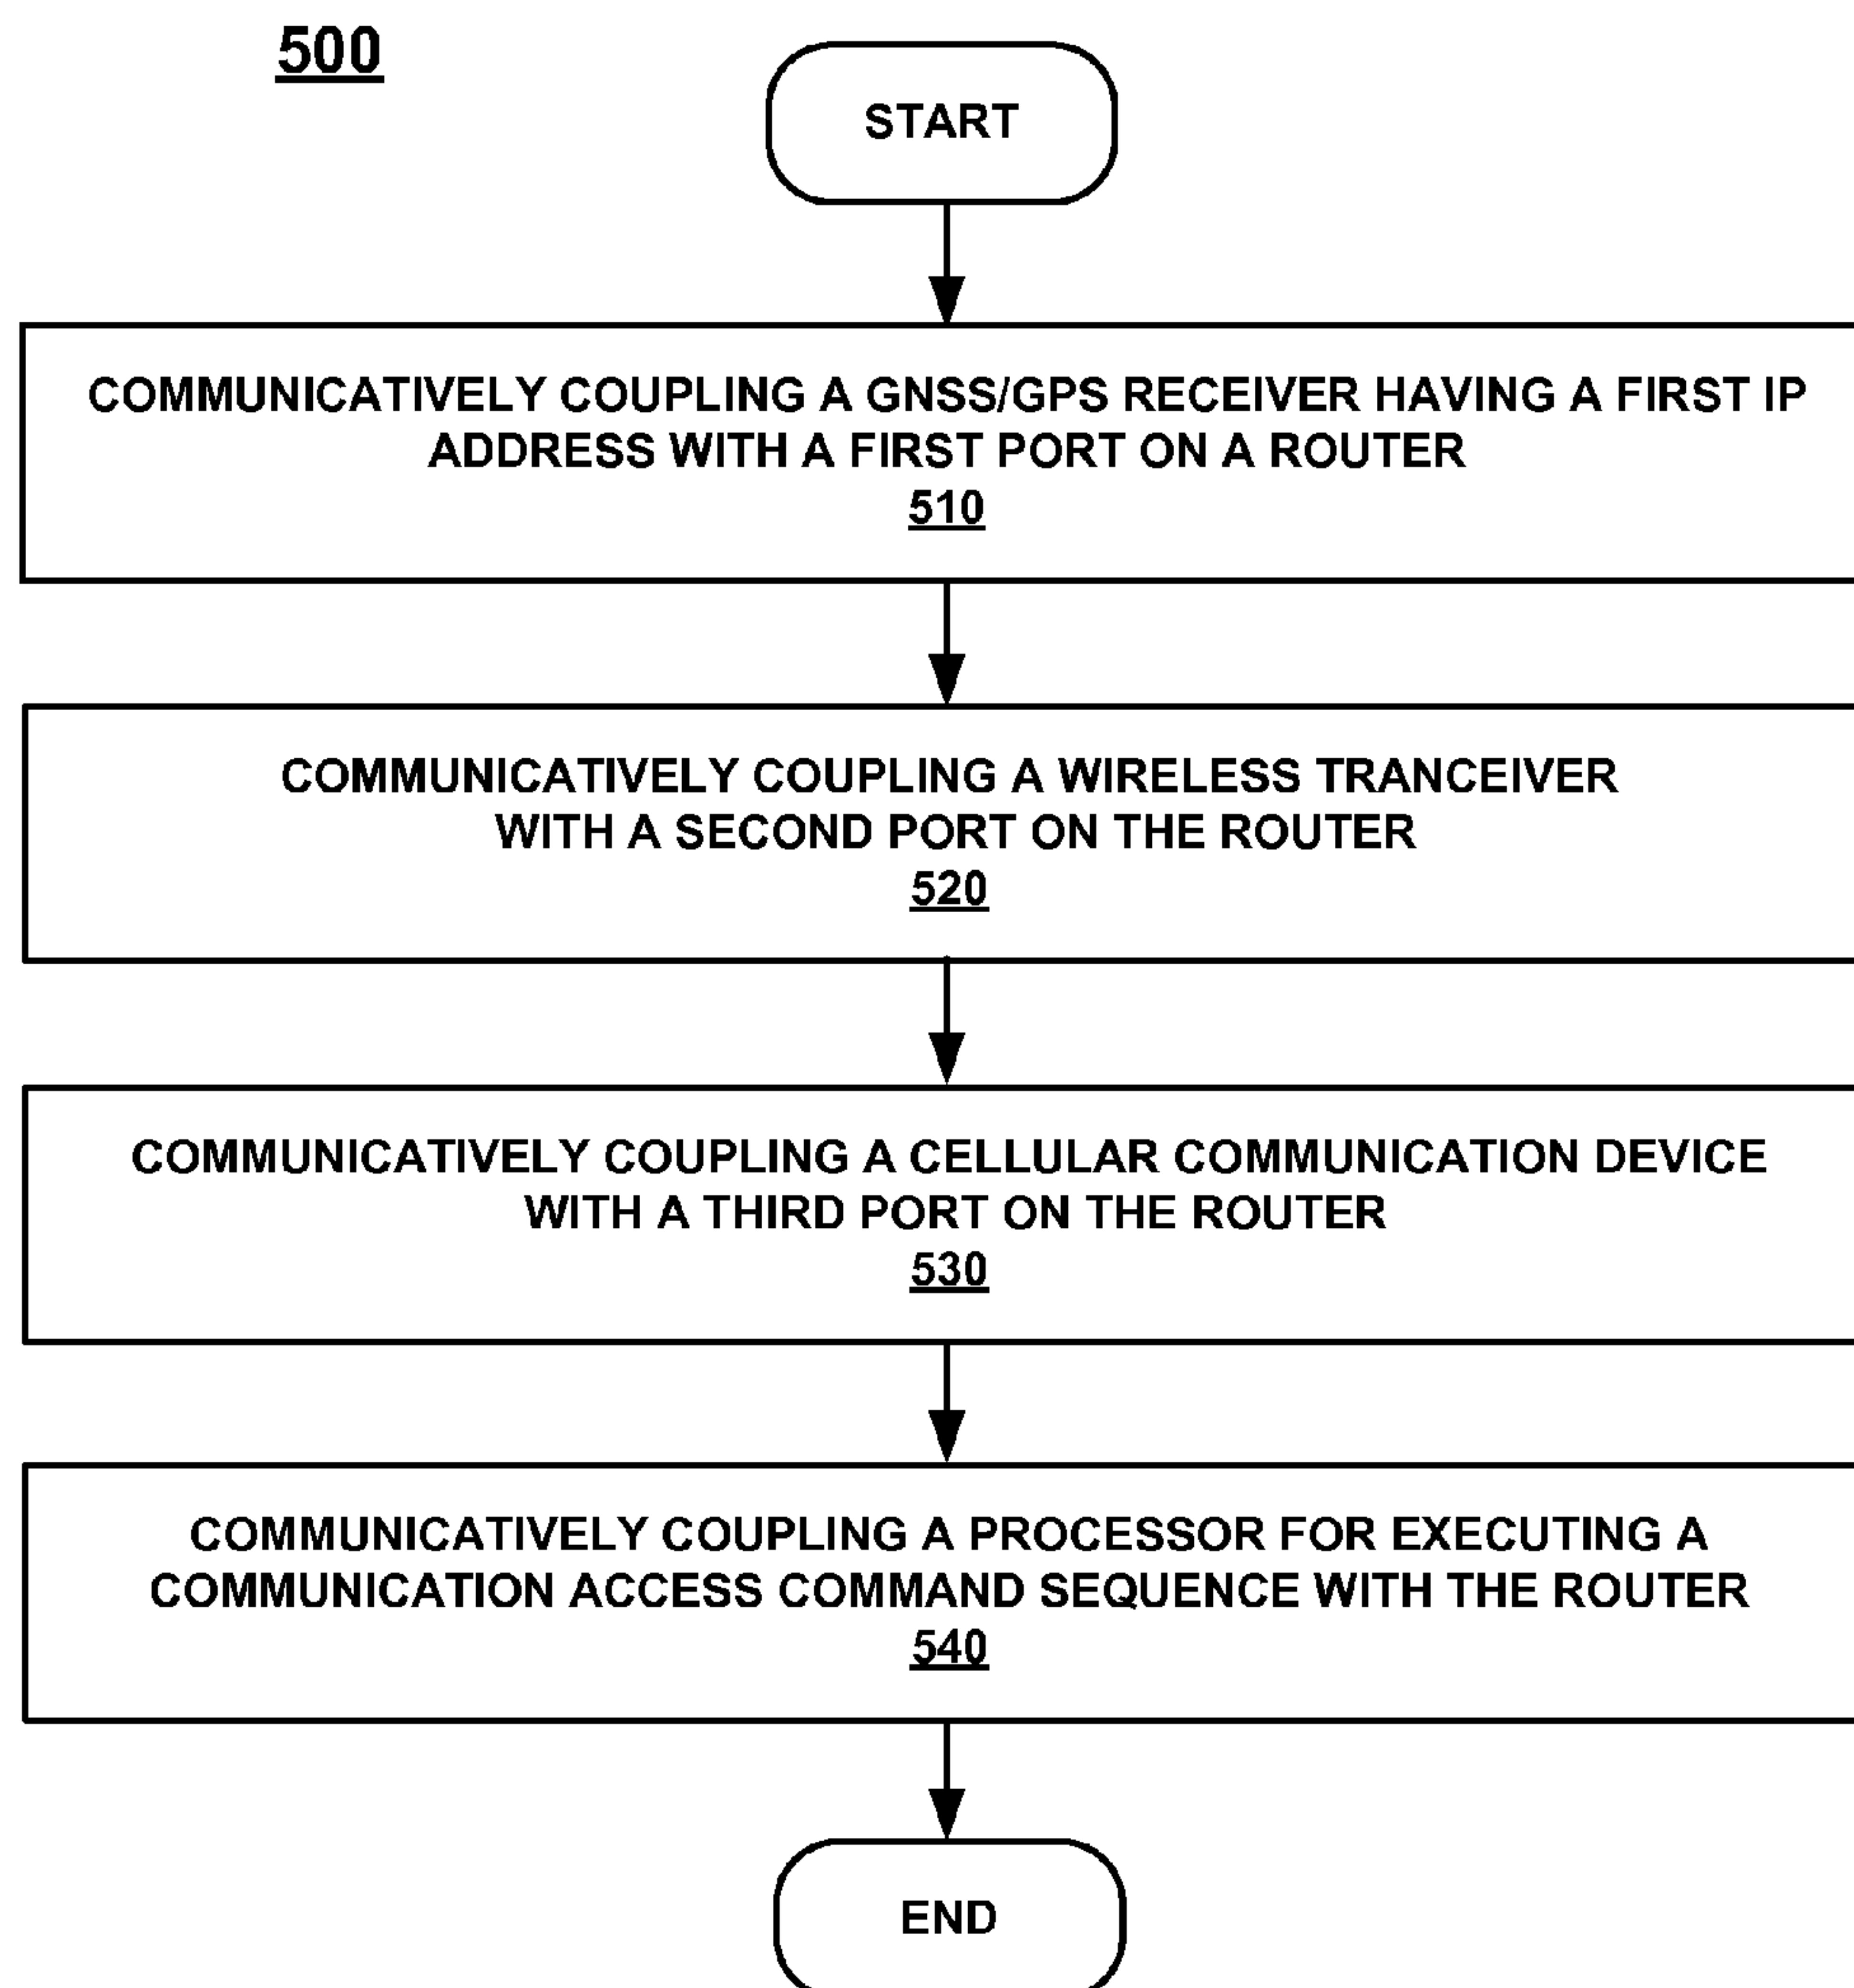 500
START
COMMUNICATIVELY COUPLING A GNSS/GPS RECEIVER HAVING A FIRST IP
ADDRESS WITH A FIRST PORT ON A ROUTER
510
COMMUNICATIVELY COUPLING A WIRELESS TRANCEIVER
WITH A SECOND PORT ON THE ROUTER
520
COMMUNICATIVELY COUPLING A CELLULAR COMMUNICATION DEVICE
WITH A THIRD PORT ON THE ROUTER
530
COMMUNICATIVELY COUPLING A PROCESSOR FOR EXECUTING A
COMMUNICATION ACCESS COMMAND SEQUENCE WITH THE ROUTER
540
END